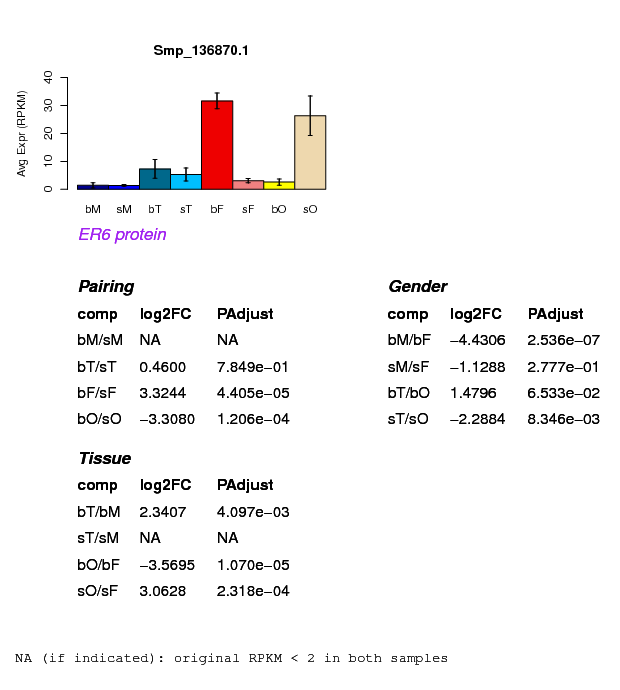 Smp_136870.1
Avg Expr (RPKM)
40
30
20
10
0
bM sM bT sT bF sF bO sO
ER6 protein
Pairing
comp log2FC PAdjust
bM/sM NA NA
bT/sT 0.4600 7.849e−01
bF/sF 3.3244 4.405e−05
bO/sO −3.3080 1.206e−04
Gender
comp log2FC PAdjust
bM/bF −4.4306 2.536e−07
sM/sF −1.1288 2.777e−01
bT/bO 1.4796 6.533e−02
sT/sO −2.2884 8.346e−03
Tissue
comp log2FC PAdjust
bT/bM 2.3407 4.097e−03
sT/sM NA NA
bO/bF −3.5695 1.070e−05
sO/sF 3.0628 2.318e−04
NA (if indicated): original RPKM < 2 in both samples